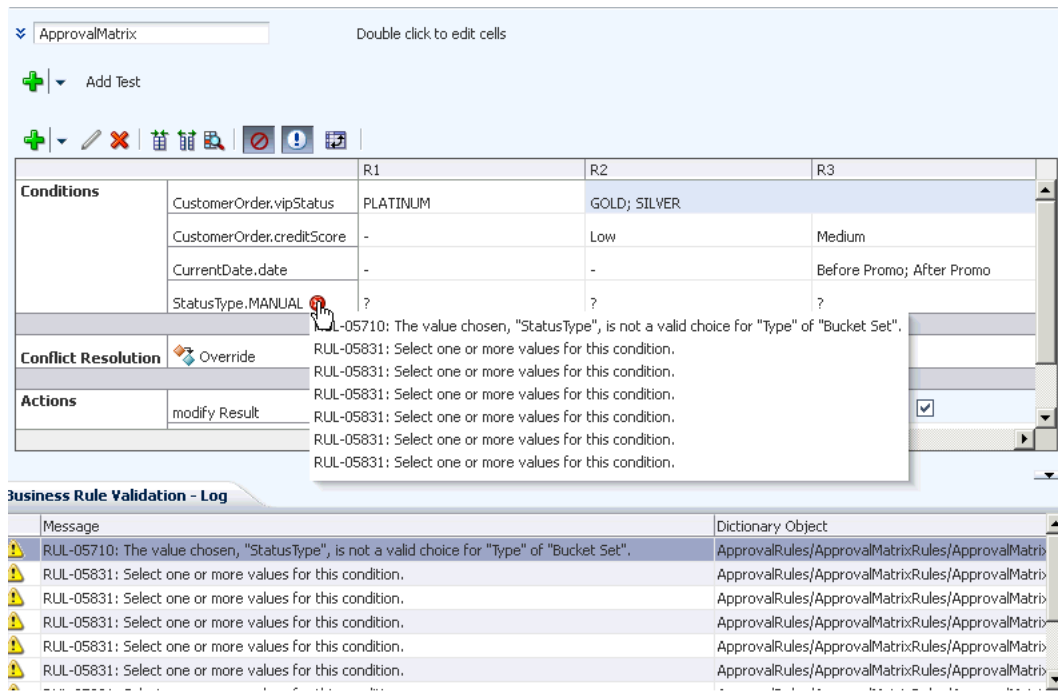 ApprovalMatrix Double click to edit cells
Add Test
R1 R2 R3
Conditions
CustomerOrder.vipStatus PLATINUM GOLD; SILVER
CustomerOrder.creditScore - Low Medium
CurrentDate.date - - Before Promo; After Promo
StatusType.MANUAL ? ? ?
RUL-05710: The value chosen, "StatusType", is not a valid choice for "Type" of "Bucket Set".
RUL-05831: Select one or more values for this condition.
RUL-05831: Select one or more values for this condition.
RUL-05831: Select one or more values for this condition.
RUL-05831: Select one or more values for this condition.
RUL-05831: Select one or more values for this condition.
RUL-05831: Select one or more values for this condition.
Conflict Resolution Override
Actions
modify Result
Business Rule Validation - Log
Message Dictionary Object
RUL-05710: The value chosen, "StatusType", is not a valid choice for "Type" of "Bucket Set". ApprovalRules/ApprovalMatrixRules/ApprovalMatrix
RUL-05831: Select one or more values for this condition. ApprovalRules/ApprovalMatrixRules/ApprovalMatrix
RUL-05831: Select one or more values for this condition. ApprovalRules/ApprovalMatrixRules/ApprovalMatrix
RUL-05831: Select one or more values for this condition. ApprovalRules/ApprovalMatrixRules/ApprovalMatrix
RUL-05831: Select one or more values for this condition. ApprovalRules/ApprovalMatrixRules/ApprovalMatrix
RUL-05831: Select one or more values for this condition. ApprovalRules/ApprovalMatrixRules/ApprovalMatrix